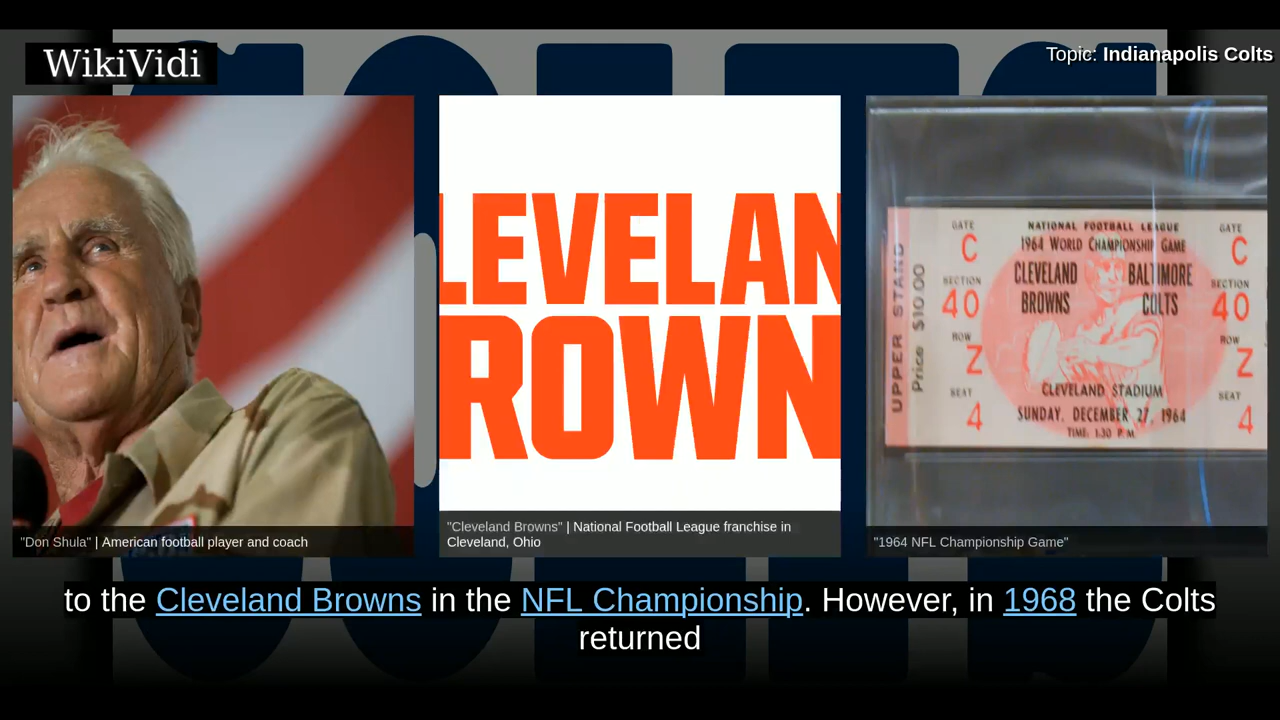 WikiVidi
Topic: Indianapolis Colts
"Don Shula" | American football player and coach
LEVELAN
ROWN
"Cleveland Browns" | National Football League franchise in
Cleveland, Ohio
UPPER STAND
Price $10.00
GATE
C
SECTION
40
ROW
Z
SEAT
4
NATIONAL FOOTBALL LEAGUE
1964 WORLD CHAMPIONSHIP GAME
CLEVELAND BALTIMORE
BROWNS COLTS
CLEVELAND STADIUM
SUNDAY, DECEMBER 27, 1964
TIME: 1:30 P.M.
GATE
C
SECTION
40
ROW
Z
SEAT
4
"1964 NFL Championship Game"
to the Cleveland Browns in the NFL Championship. However, in 1968 the Colts
returned